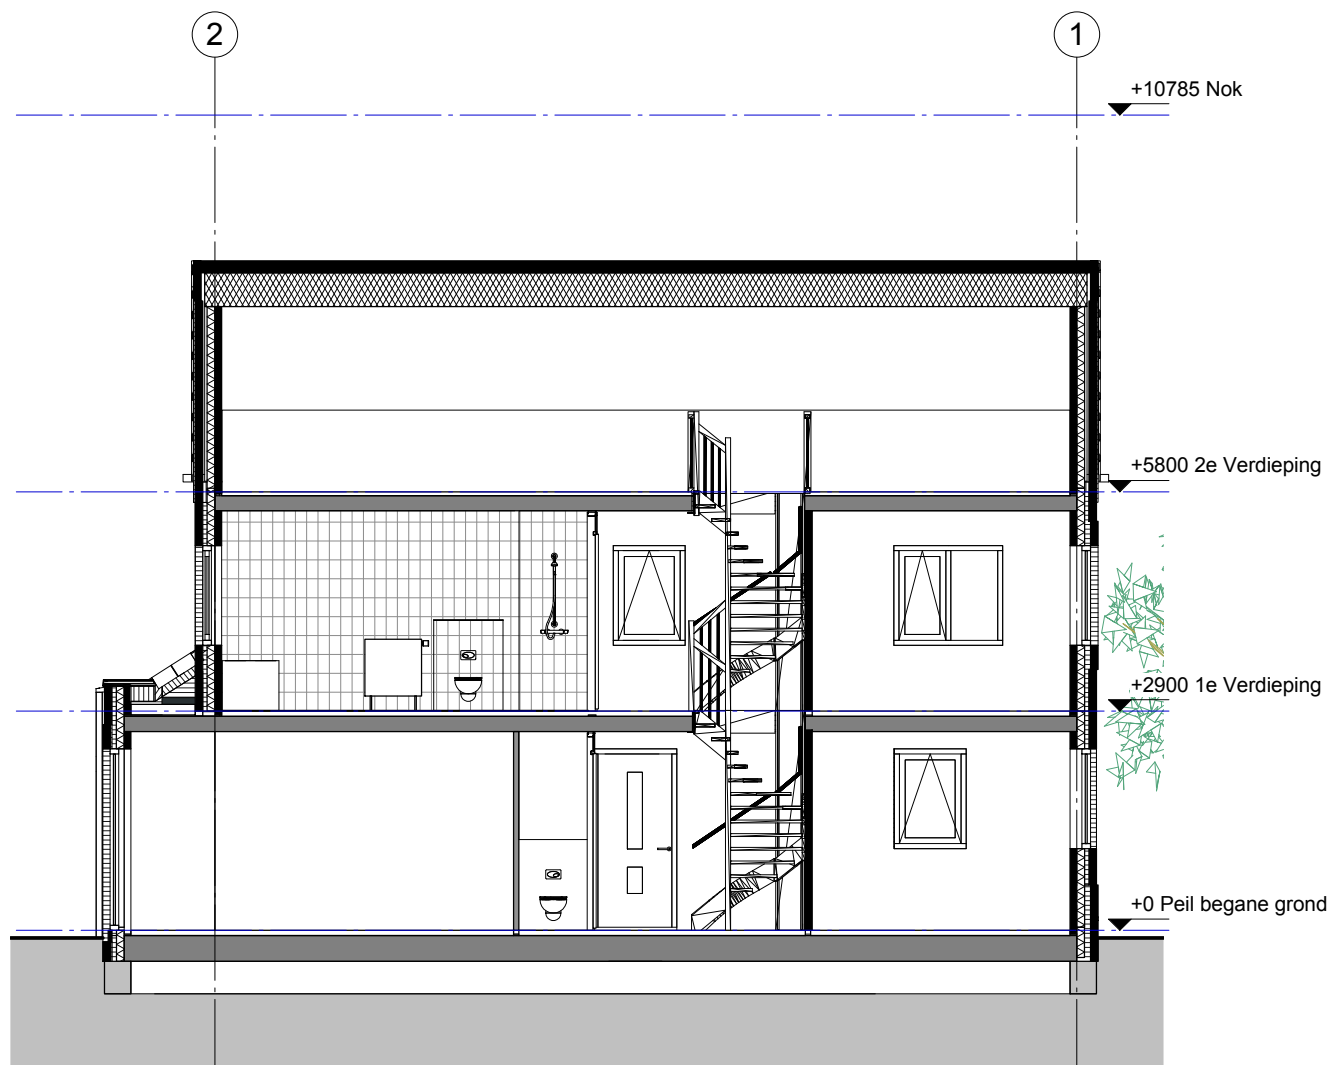 2
1
+10785 Nok
+5800 2e Verdieping
+2900 1e Verdieping
+0 Peil begane grond